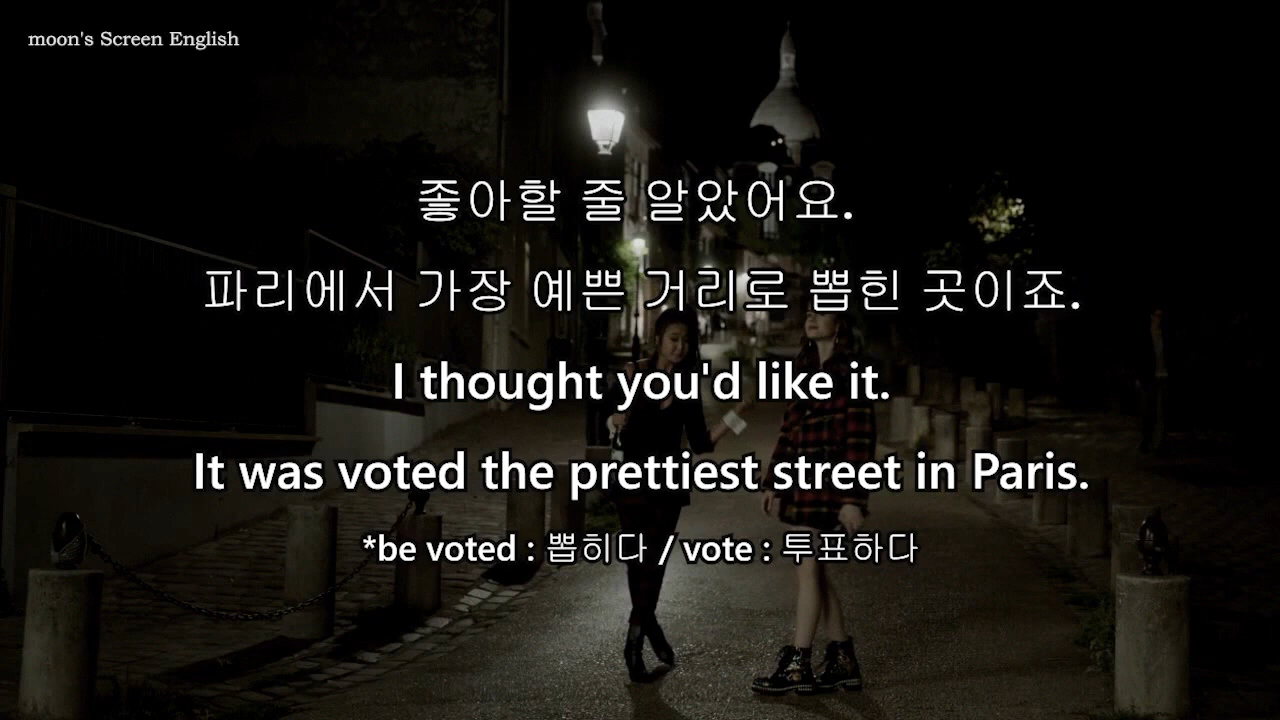 moon's Screen English
좋아할 줄 알았어요.
파리에서 가장 예쁜 거리로 뽑힌 곳이죠.
I thought you'd like it.
It was voted the prettiest street in Paris.
*be voted : 뽑히다 / vote : 투표하다